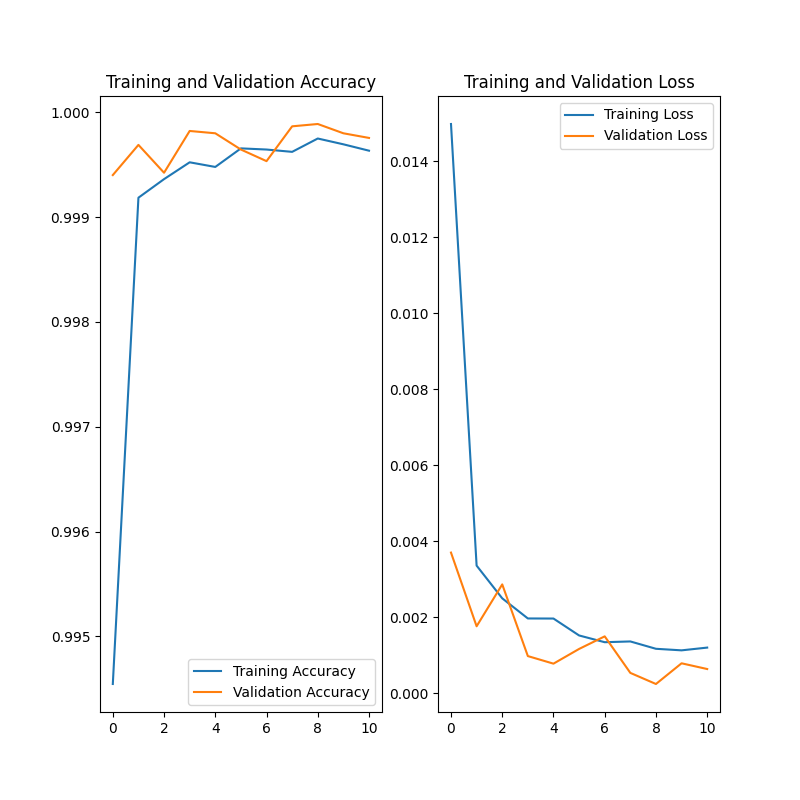 Training and Validation Accuracy
1.000
0.999
0.998
0.997
0.996
0.995
Training Accuracy
Validation Accuracy
0 2 4 6 8 10
Training and Validation Loss
Training Loss
Validation Loss
0.014
0.012
0.010
0.008
0.006
0.004
0.002
0.000
0 2 4 6 8 10